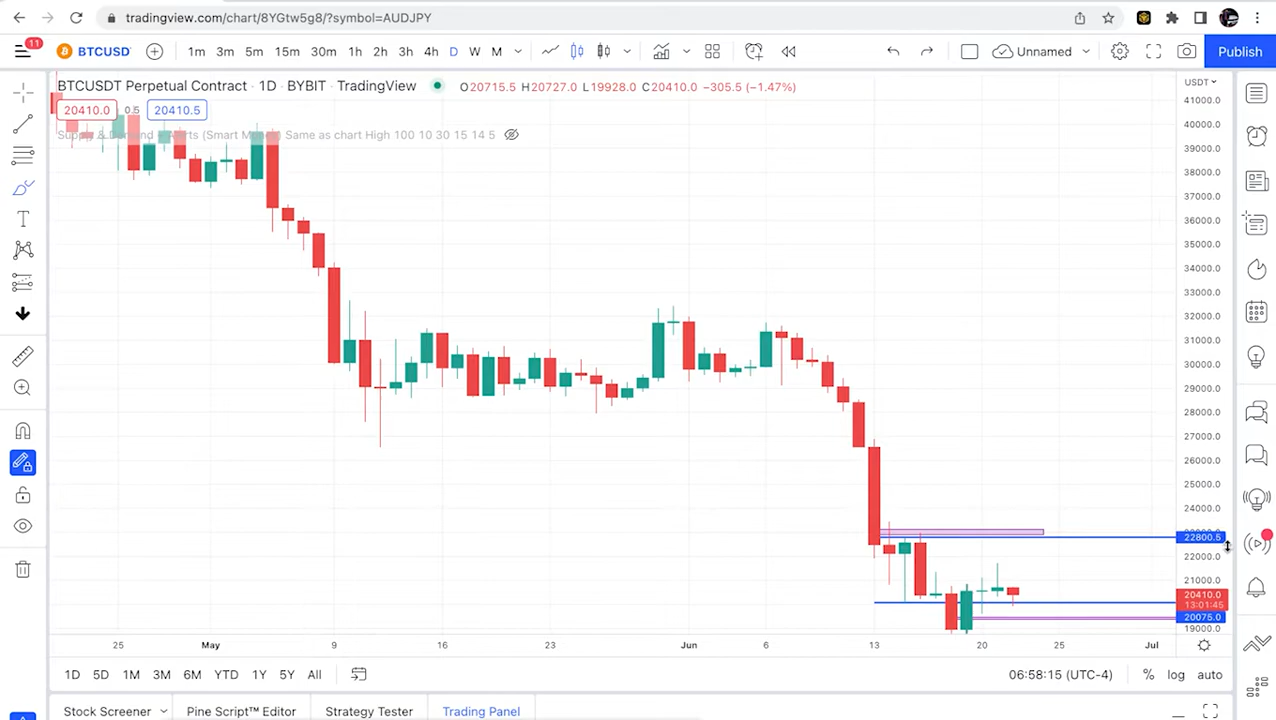 tradingview.com/chart/8YGtw5g8/?symbol=AUDJPY
11
BTCUSD 1m 3m 5m 15m 30m 1h 2h 3h 4h D W M Unnamed Publish
BTCUSDT Perpetual Contract · 1D · BYBIT · TradingView O20715.5 H20727.0 L19928.0 C20410.0 −305.5 (−1.47%)
USDT
20410.0 0.5 20410.5
Supply & Demand (Smart Money) Same as chart High 100 10 30 15 14 5
41000.0
40000.0
39000.0
38000.0
37000.0
36000.0
35000.0
34000.0
33000.0
32000.0
31000.0
30000.0
29000.0
28000.0
27000.0
26000.0
25000.0
24000.0
22800.5
22000.0
21000.0
20410.0
13:01:45
20075.0
19000.0
25 May 9 16 23 Jun 6 13 20 25 Jul
1D 5D 1M 3M 6M YTD 1Y 5Y All 06:58:15 (UTC-4) % log auto
Stock Screener Pine Script™ Editor Strategy Tester Trading Panel